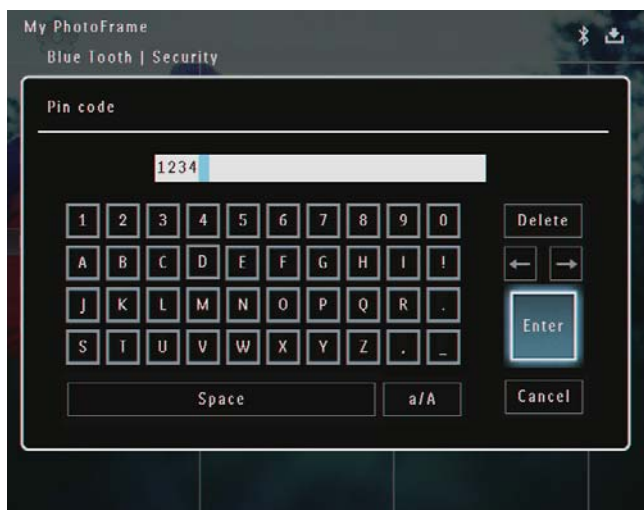 My PhotoFrame
Blue Tooth | Security
Pin code
1234
1 2 3 4 5 6 7 8 9 0 Delete
A B C D E F G H I ! ← →
J K L M N O P Q R . Enter
S T U V W X Y Z , _
Space a/A Cancel